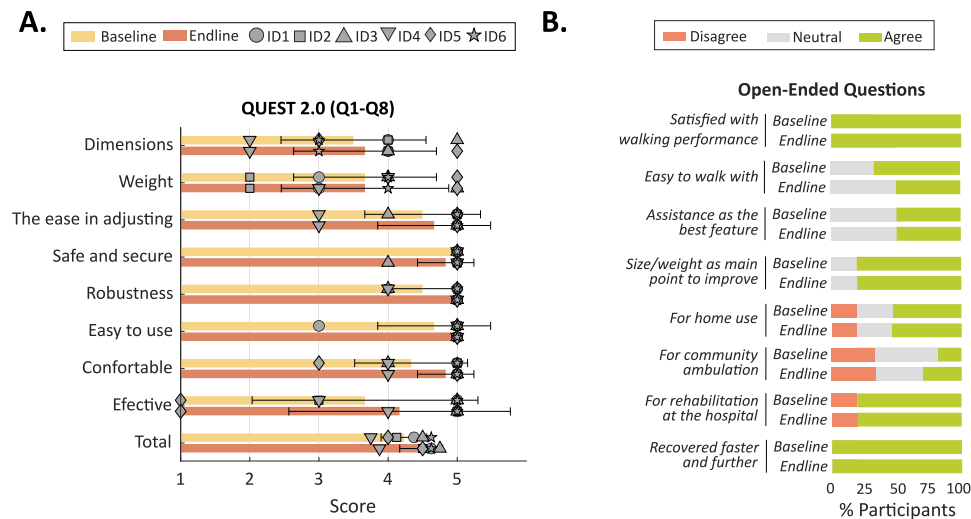 A.
Baseline Endline ID1 ID2 ID3 ID4 ID5 ID6
QUEST 2.0 (Q1-Q8)
Dimensions
Weight
The ease in adjusting
Safe and secure
Robustness
Easy to use
Confortable
Efective
Total
1 2 3 4 5
Score
B.
Disagree Neutral Agree
Open-Ended Questions
Satisfied with
walking performance
Baseline
Endline
Easy to walk with
Baseline
Endline
Assistance as the
best feature
Baseline
Endline
Size/weight as main
point to improve
Baseline
Endline
For home use
Baseline
Endline
For community
ambulation
Baseline
Endline
For rehabilitation
at the hospital
Baseline
Endline
Recovered faster
and further
Baseline
Endline
0 25 50 75 100
% Participants